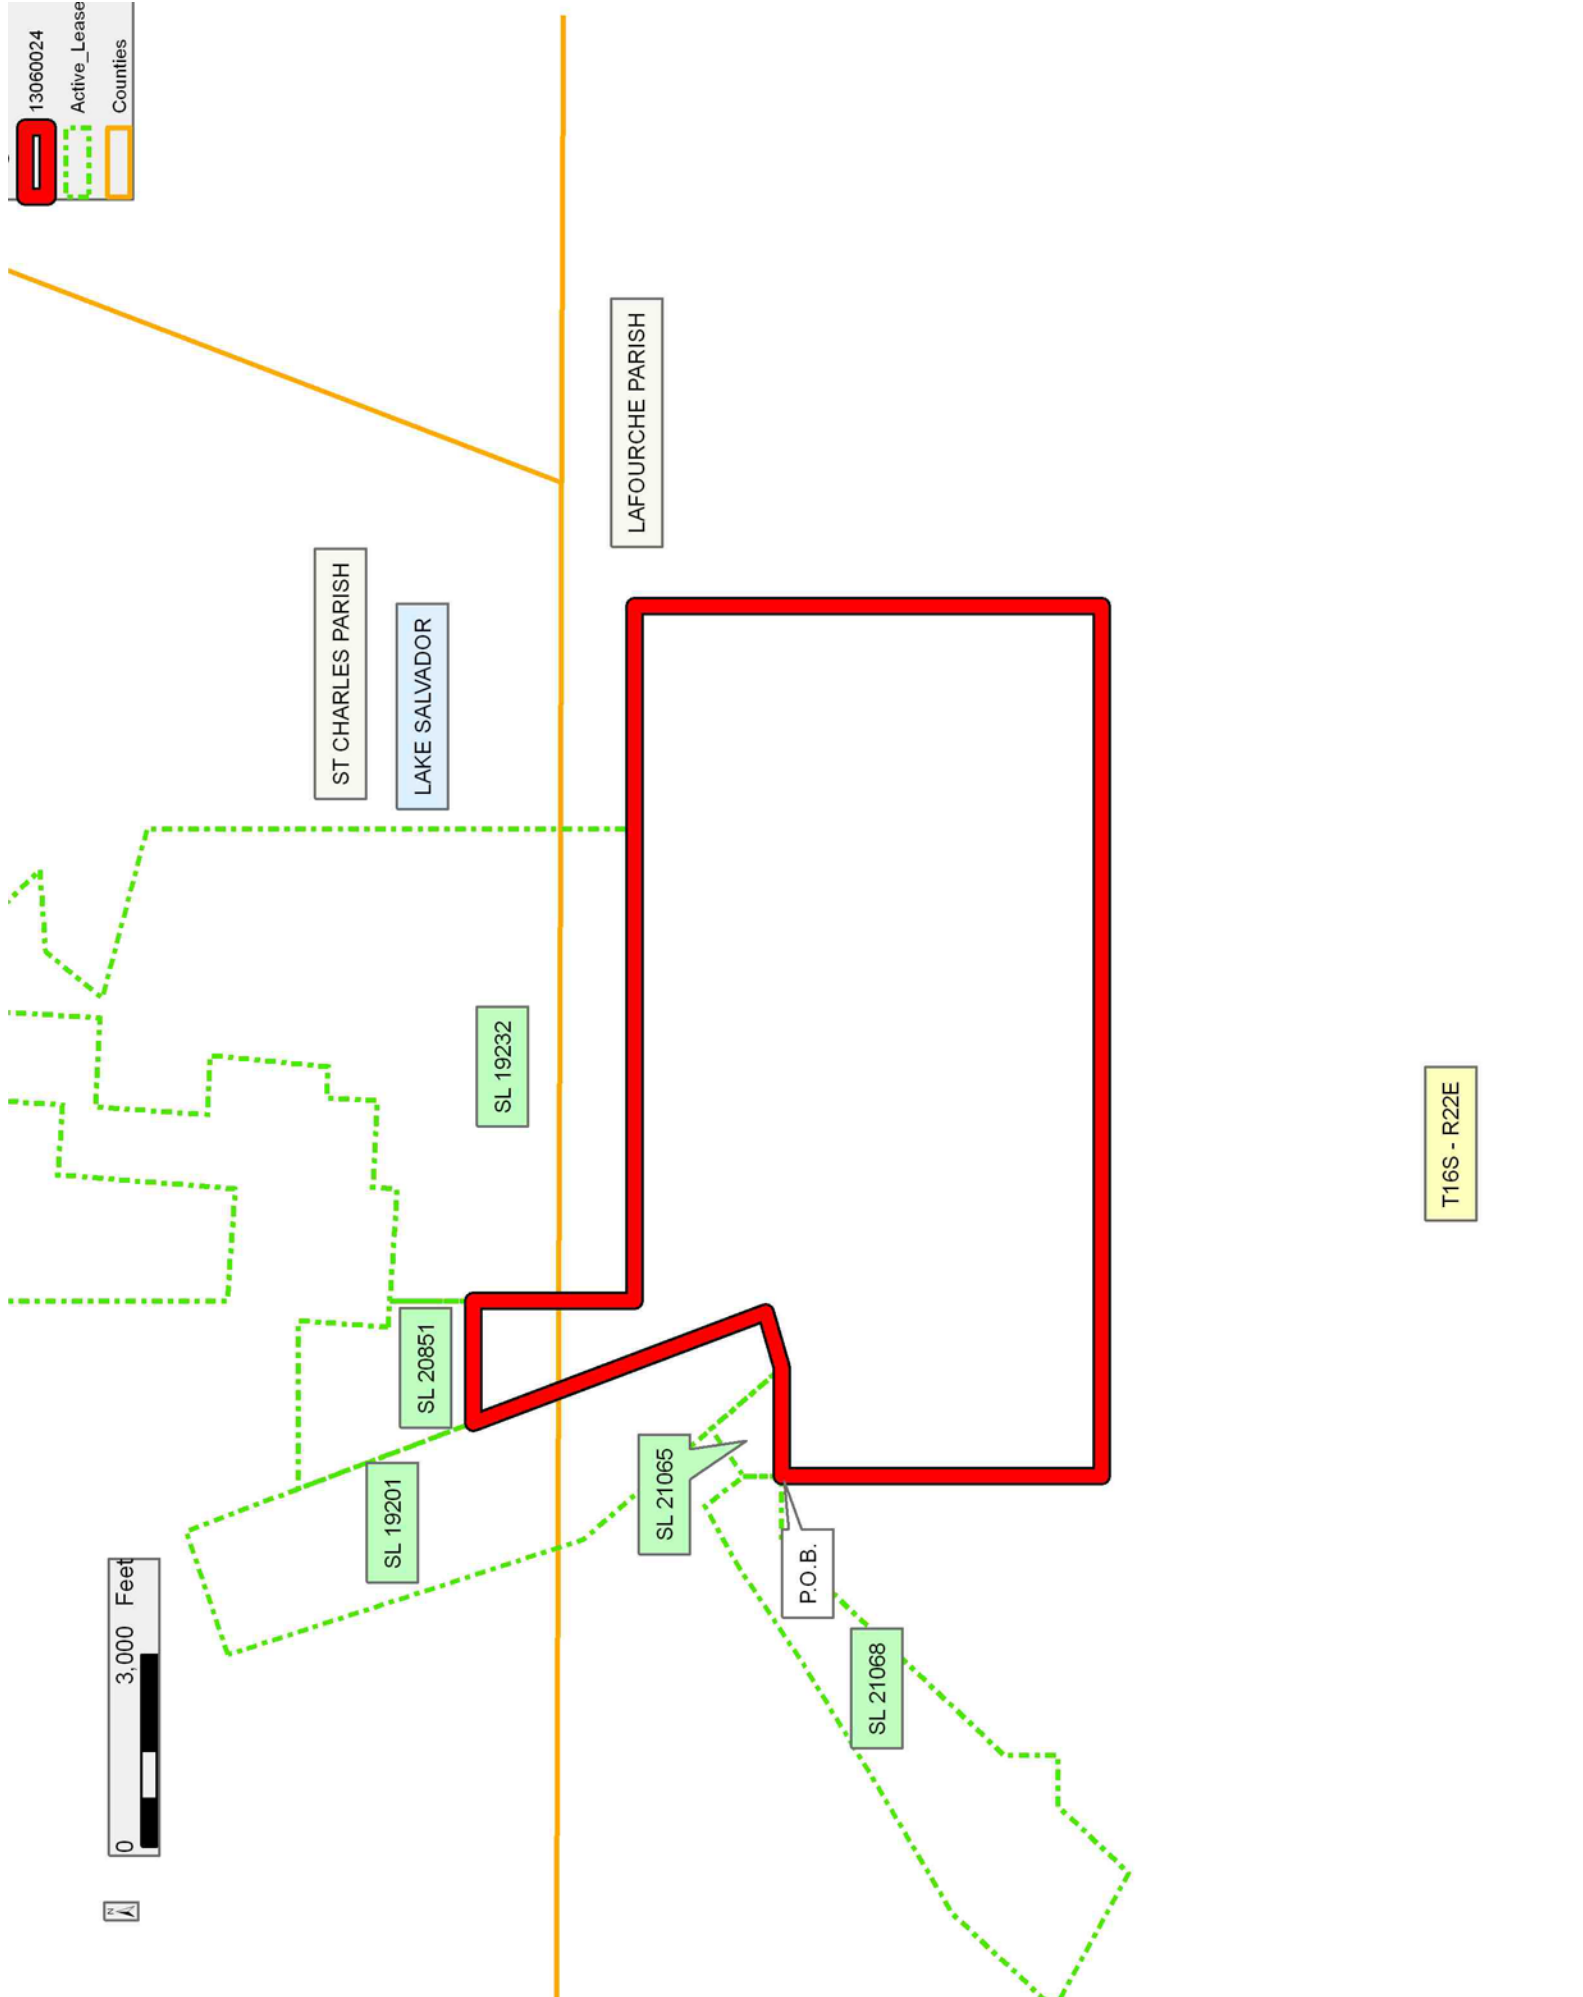 13060024
Active_Lease
Counties
ST CHARLES PARISH
LAKE SALVADOR
LAFOURCHE PARISH
SL 19232
SL 20851
SL 19201
SL 21065
P.O.B.
SL 21068
T16S - R22E
0 3,000 Feet
N